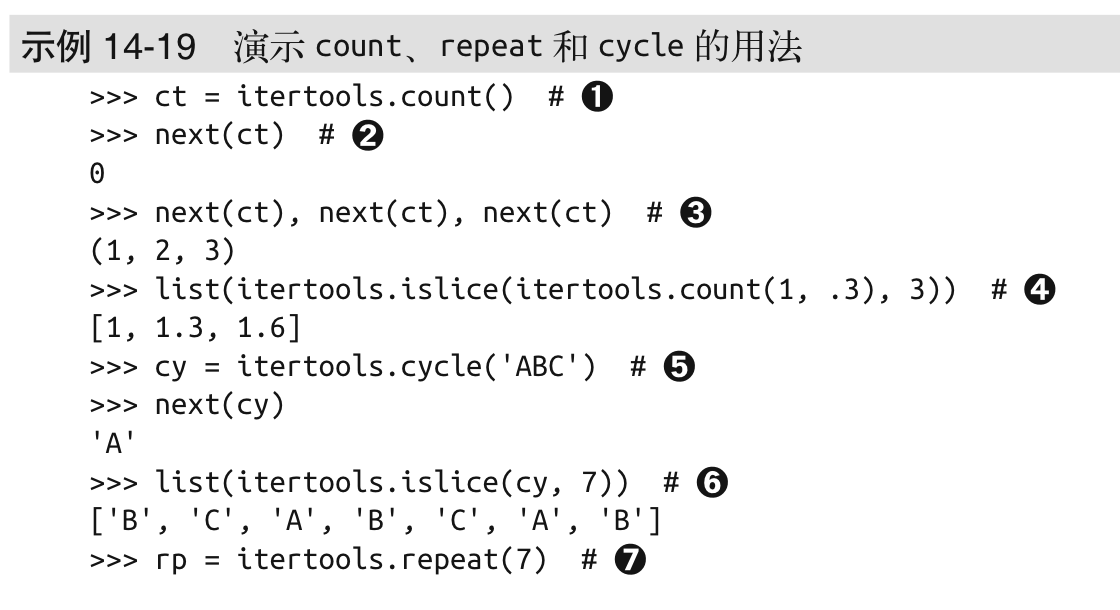 示例 14-19 演示 count、repeat 和 cycle 的用法
>>> ct = itertools.count()  # ❶
>>> next(ct)  # ❷
0
>>> next(ct), next(ct), next(ct)  # ❸
(1, 2, 3)
>>> list(itertools.islice(itertools.count(1, .3), 3))  # ❹
[1, 1.3, 1.6]
>>> cy = itertools.cycle('ABC')  # ❺
>>> next(cy)
'A'
>>> list(itertools.islice(cy, 7))  # ❻
['B', 'C', 'A', 'B', 'C', 'A', 'B']
>>> rp = itertools.repeat(7)  # ❼